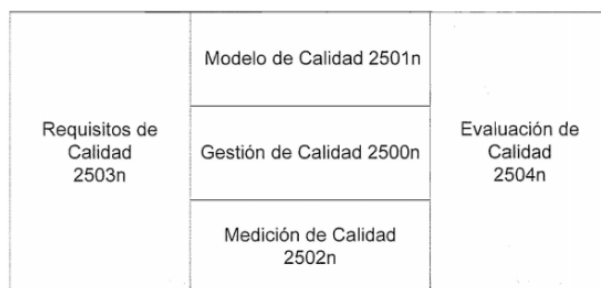 Requisitos de
Calidad
2503n
Modelo de Calidad 2501n
Gestión de Calidad 2500n
Medición de Calidad
2502n
Evaluación de
Calidad
2504n